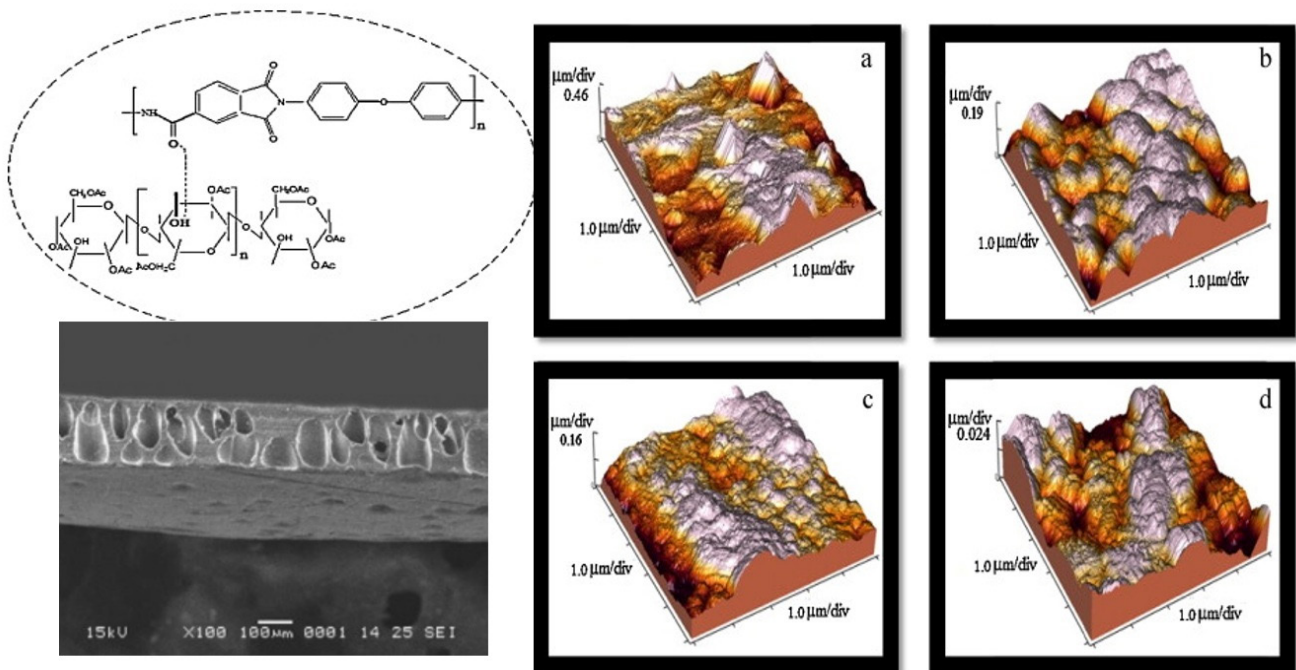 O
NH
N
O
O
O
n
CH₂OAc
OAc
CH₂OAc
O
OH
O
OAc
OH
O
O
O
O
OH
OAc
OAc
n
AcOH₂C
OAc
15kV X100 100µm 0001 14 25 SEI
a
µm/div
0.46
1.0 µm/div
1.0 µm/div
b
µm/div
0.19
1.0 µm/div
1.0 µm/div
c
µm/div
0.16
1.0 µm/div
1.0 µm/div
d
µm/div
0.024
1.0 µm/div
1.0 µm/div